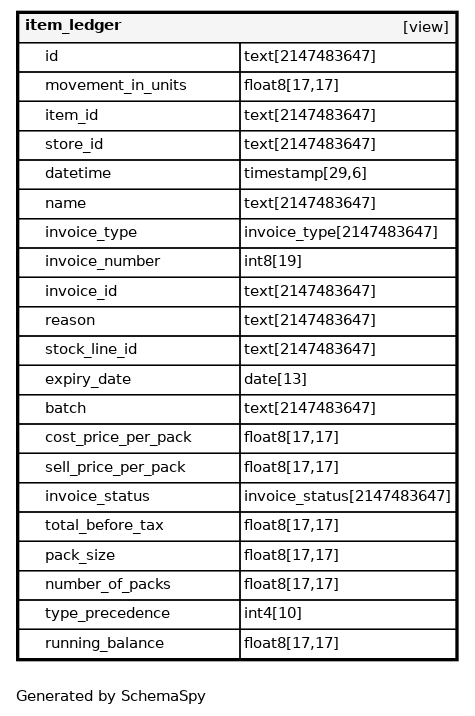 item_ledger [view]
id text[2147483647]
movement_in_units float8[17,17]
item_id text[2147483647]
store_id text[2147483647]
datetime timestamp[29,6]
name text[2147483647]
invoice_type invoice_type[2147483647]
invoice_number int8[19]
invoice_id text[2147483647]
reason text[2147483647]
stock_line_id text[2147483647]
expiry_date date[13]
batch text[2147483647]
cost_price_per_pack float8[17,17]
sell_price_per_pack float8[17,17]
invoice_status invoice_status[2147483647]
total_before_tax float8[17,17]
pack_size float8[17,17]
number_of_packs float8[17,17]
type_precedence int4[10]
running_balance float8[17,17]
Generated by SchemaSpy